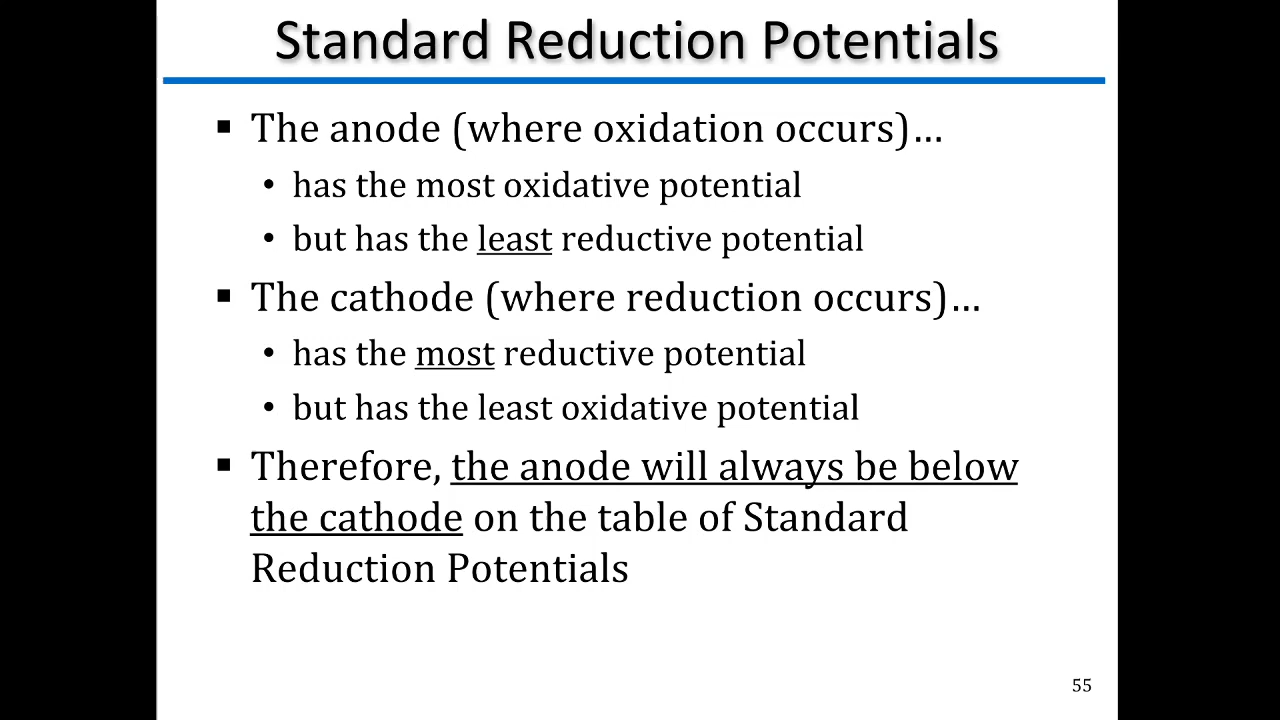 Standard Reduction Potentials
▪ The anode (where oxidation occurs)…
• has the most oxidative potential
• but has the least reductive potential
▪ The cathode (where reduction occurs)…
• has the most reductive potential
• but has the least oxidative potential
▪ Therefore, the anode will always be below
the cathode on the table of Standard
Reduction Potentials
55